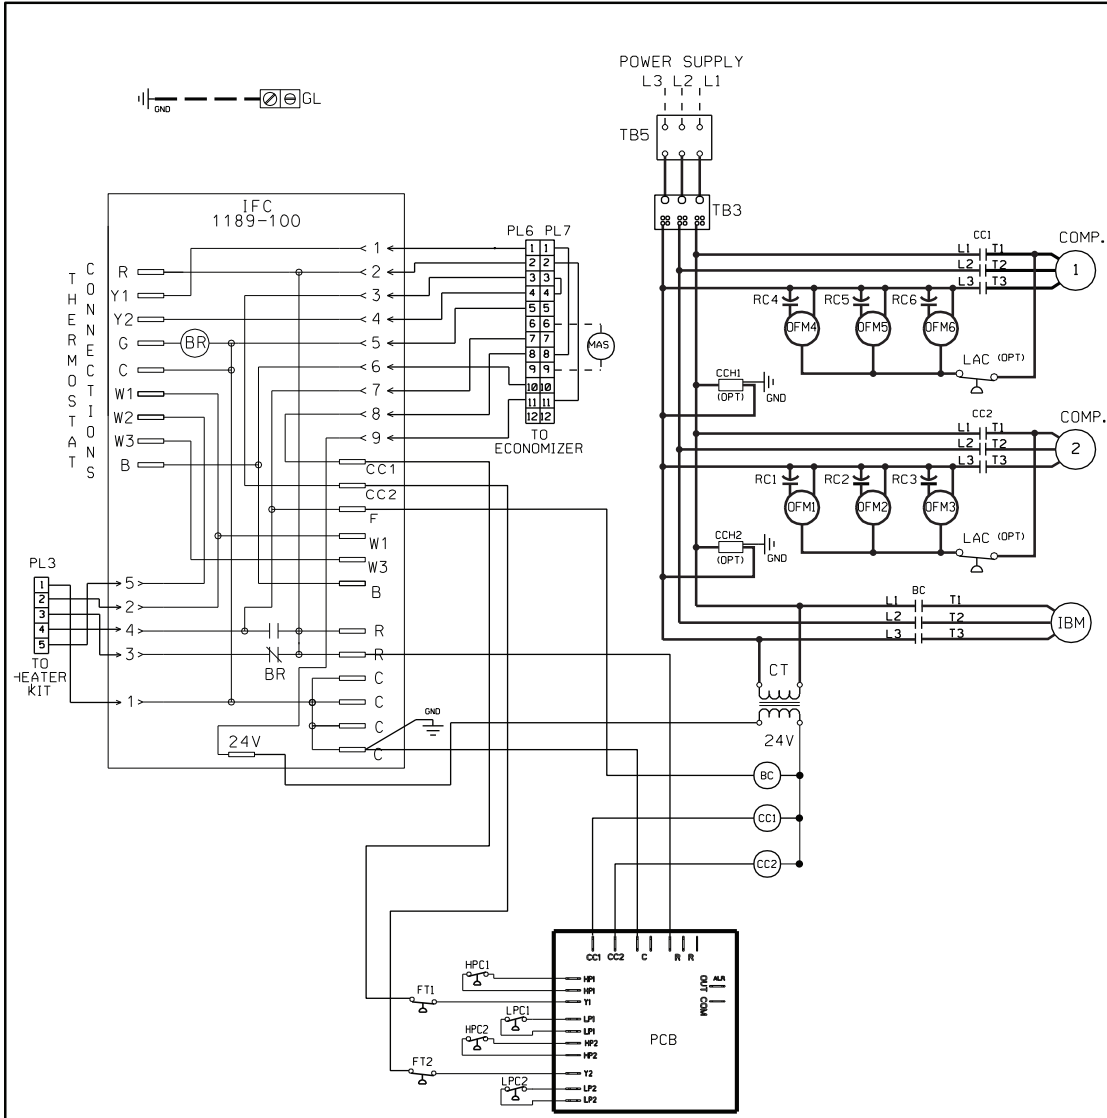 POWER SUPPLY
L3 L2 L1
GND
GL
TB5
IFC
1189-100
TB3
PL6 PL7
THERMOSTAT
CONNECTIONS
R
Y1
Y2
G
BR
C
W1
W2
W3
B
1
2
3
4
5
6
7
8
9
CC1
CC2
F
W1
W3
B
R
R
C
C
C
C
1 1
2 2
3 3
4 4
5 5
6 6
7 7
8 8
9 9
10 10
11 11
12 12
MAS
TO
ECONOMIZER
CC1
L1 T1
L2 T2
L3 T3
COMP.
1
RC4 RC5 RC6
OFM4 OFM5 OFM6
LAC (OPT)
CCH1
(OPT)
GND
CC2
L1 T1
L2 T2
L3 T3
COMP.
2
RC1 RC2 RC3
OFM1 OFM2 OFM3
LAC (OPT)
CCH2
(OPT)
GND
BC
L1 T1
L2 T2
L3 T3
IBM
PL3
1
2
3
4
5
TO
HEATER
KIT
5
2
4
3
1
BR
GND
24V
CT
24V
BC
CC1
CC2
CC1 CC2 C R R
ALR
OUT COM
HPC1
HP1
HP1
FT1
Y1
LPC1
LP1
LP1
HPC2
HP2
HP2
PCB
FT2
Y2
LPC2
LP2
LP2